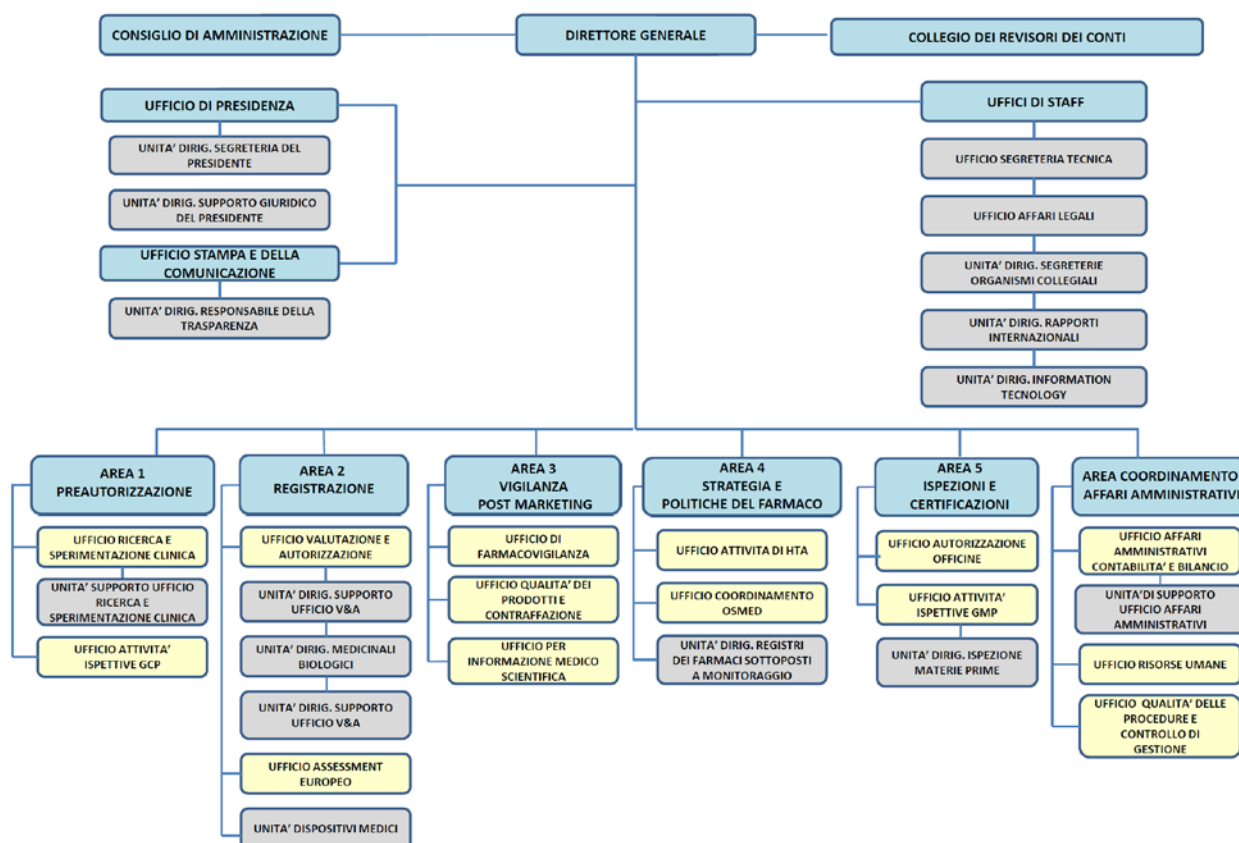 CONSIGLIO DI AMMINISTRAZIONE
DIRETTORE GENERALE
COLLEGIO DEI REVISORI DEI CONTI
UFFICIO DI PRESIDENZA
UNITA' DIRIG. SEGRETERIA DEL
PRESIDENTE
UNITA' DIRIG. SUPPORTO GIURIDICO
DEL PRESIDENTE
UFFICIO STAMPA E DELLA
COMUNICAZIONE
UNITA' DIRIG. RESPONSABILE DELLA
TRASPARENZA
UFFICI DI STAFF
UFFICIO SEGRETERIA TECNICA
UFFICIO AFFARI LEGALI
UNITA' DIRIG. SEGRETERIE
ORGANISMI COLLEGIALI
UNITA' DIRIG. RAPPORTI
INTERNAZIONALI
UNITA' DIRIG. INFORMATION
TECNOLOGY
AREA 1
PREAUTORIZZAZIONE
UFFICIO RICERCA E
SPERIMENTAZIONE CLINICA
UNITA' SUPPORTO UFFICIO
RICERCA E
SPERIMENTAZIONE CLINICA
UFFICIO ATTIVITA'
ISPETTIVE GCP
AREA 2
REGISTRAZIONE
UFFICIO VALUTAZIONE E
AUTORIZZAZIONE
UNITA' DIRIG. SUPPORTO
UFFICIO V&A
UNITA' DIRIG. MEDICINALI
BIOLOGICI
UNITA' DIRIG. SUPPORTO
UFFICIO V&A
UFFICIO ASSESSMENT
EUROPEO
UNITA' DISPOSITIVI MEDICI
AREA 3
VIGILANZA
POST MARKETING
UFFICIO DI
FARMACOVIGILANZA
UFFICIO QUALITA' DEI
PRODOTTI E
CONTRAFFAZIONE
UFFICIO PER
INFORMAZIONE MEDICO
SCIENTIFICA
AREA 4
STRATEGIA E
POLITICHE DEL FARMACO
UFFICIO ATTIVITA DI HTA
UFFICIO COORDINAMENTO
OSMED
UNITA' DIRIG. REGISTRI
DEI FARMACI SOTTOPOSTI
A MONITORAGGIO
AREA 5
ISPEZIONI E
CERTIFICAZIONI
UFFICIO AUTORIZZAZIONE
OFFICINE
UFFICIO ATTIVITA'
ISPETTIVE GMP
UNITA' DIRIG. ISPEZIONE
MATERIE PRIME
AREA COORDINAMENTO
AFFARI AMMINISTRATIVI
UFFICIO AFFARI
AMMINISTRATIVI
CONTABILITA' E BILANCIO
UNITA'DI SUPPORTO
UFFICIO AFFARI
AMMINISTRATIVI
UFFICIO RISORSE UMANE
UFFICIO QUALITA' DELLE
PROCEDURE E
CONTROLLO DI
GESTIONE